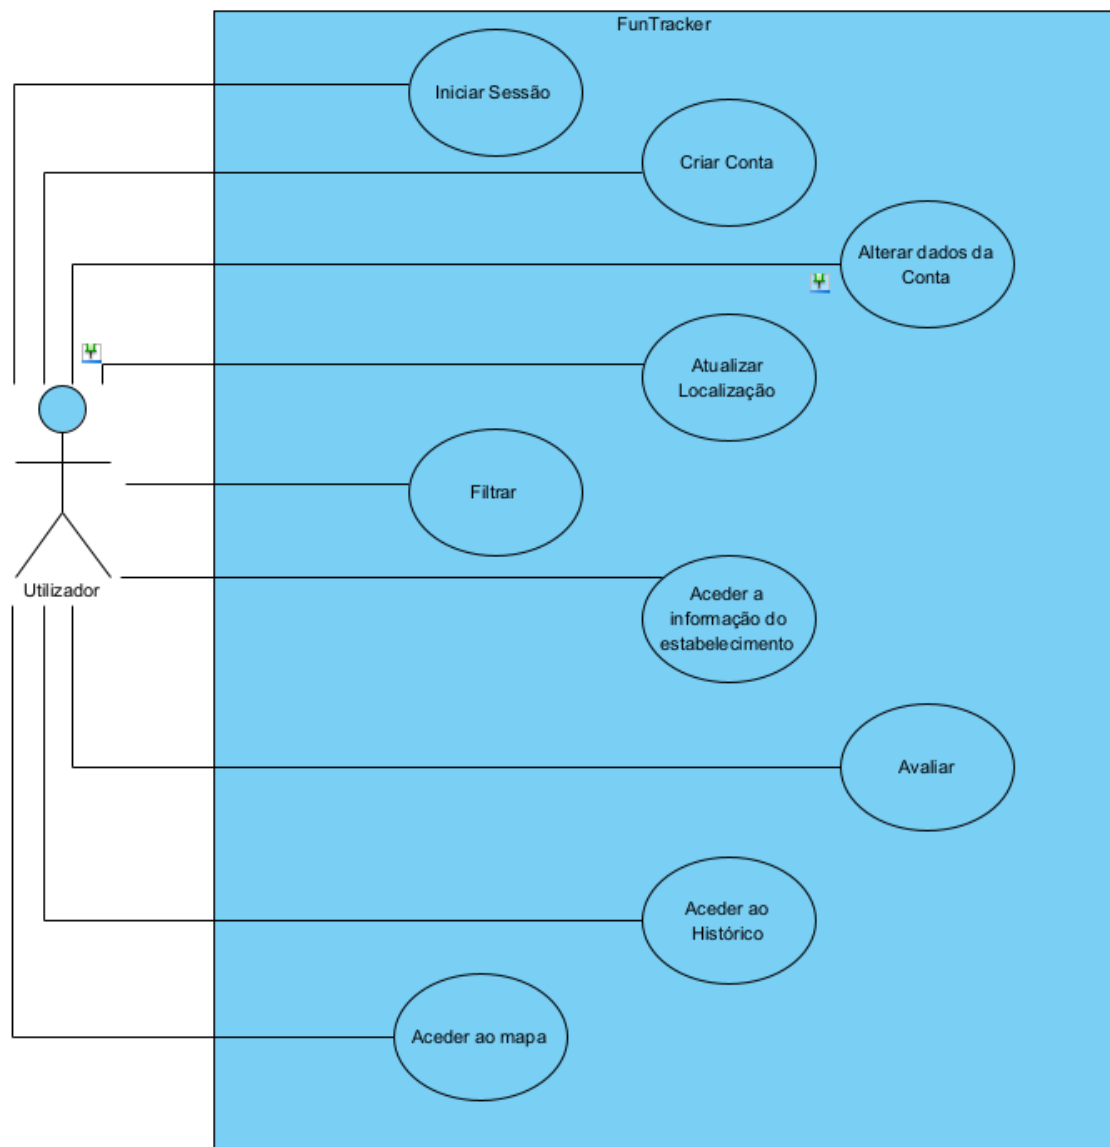 FunTracker
Iniciar Sessão
Criar Conta
Alterar dados da
Conta
Atualizar
Localização
Filtrar
Utilizador
Aceder a
informação do
estabelecimento
Avaliar
Aceder ao
Histórico
Aceder ao mapa